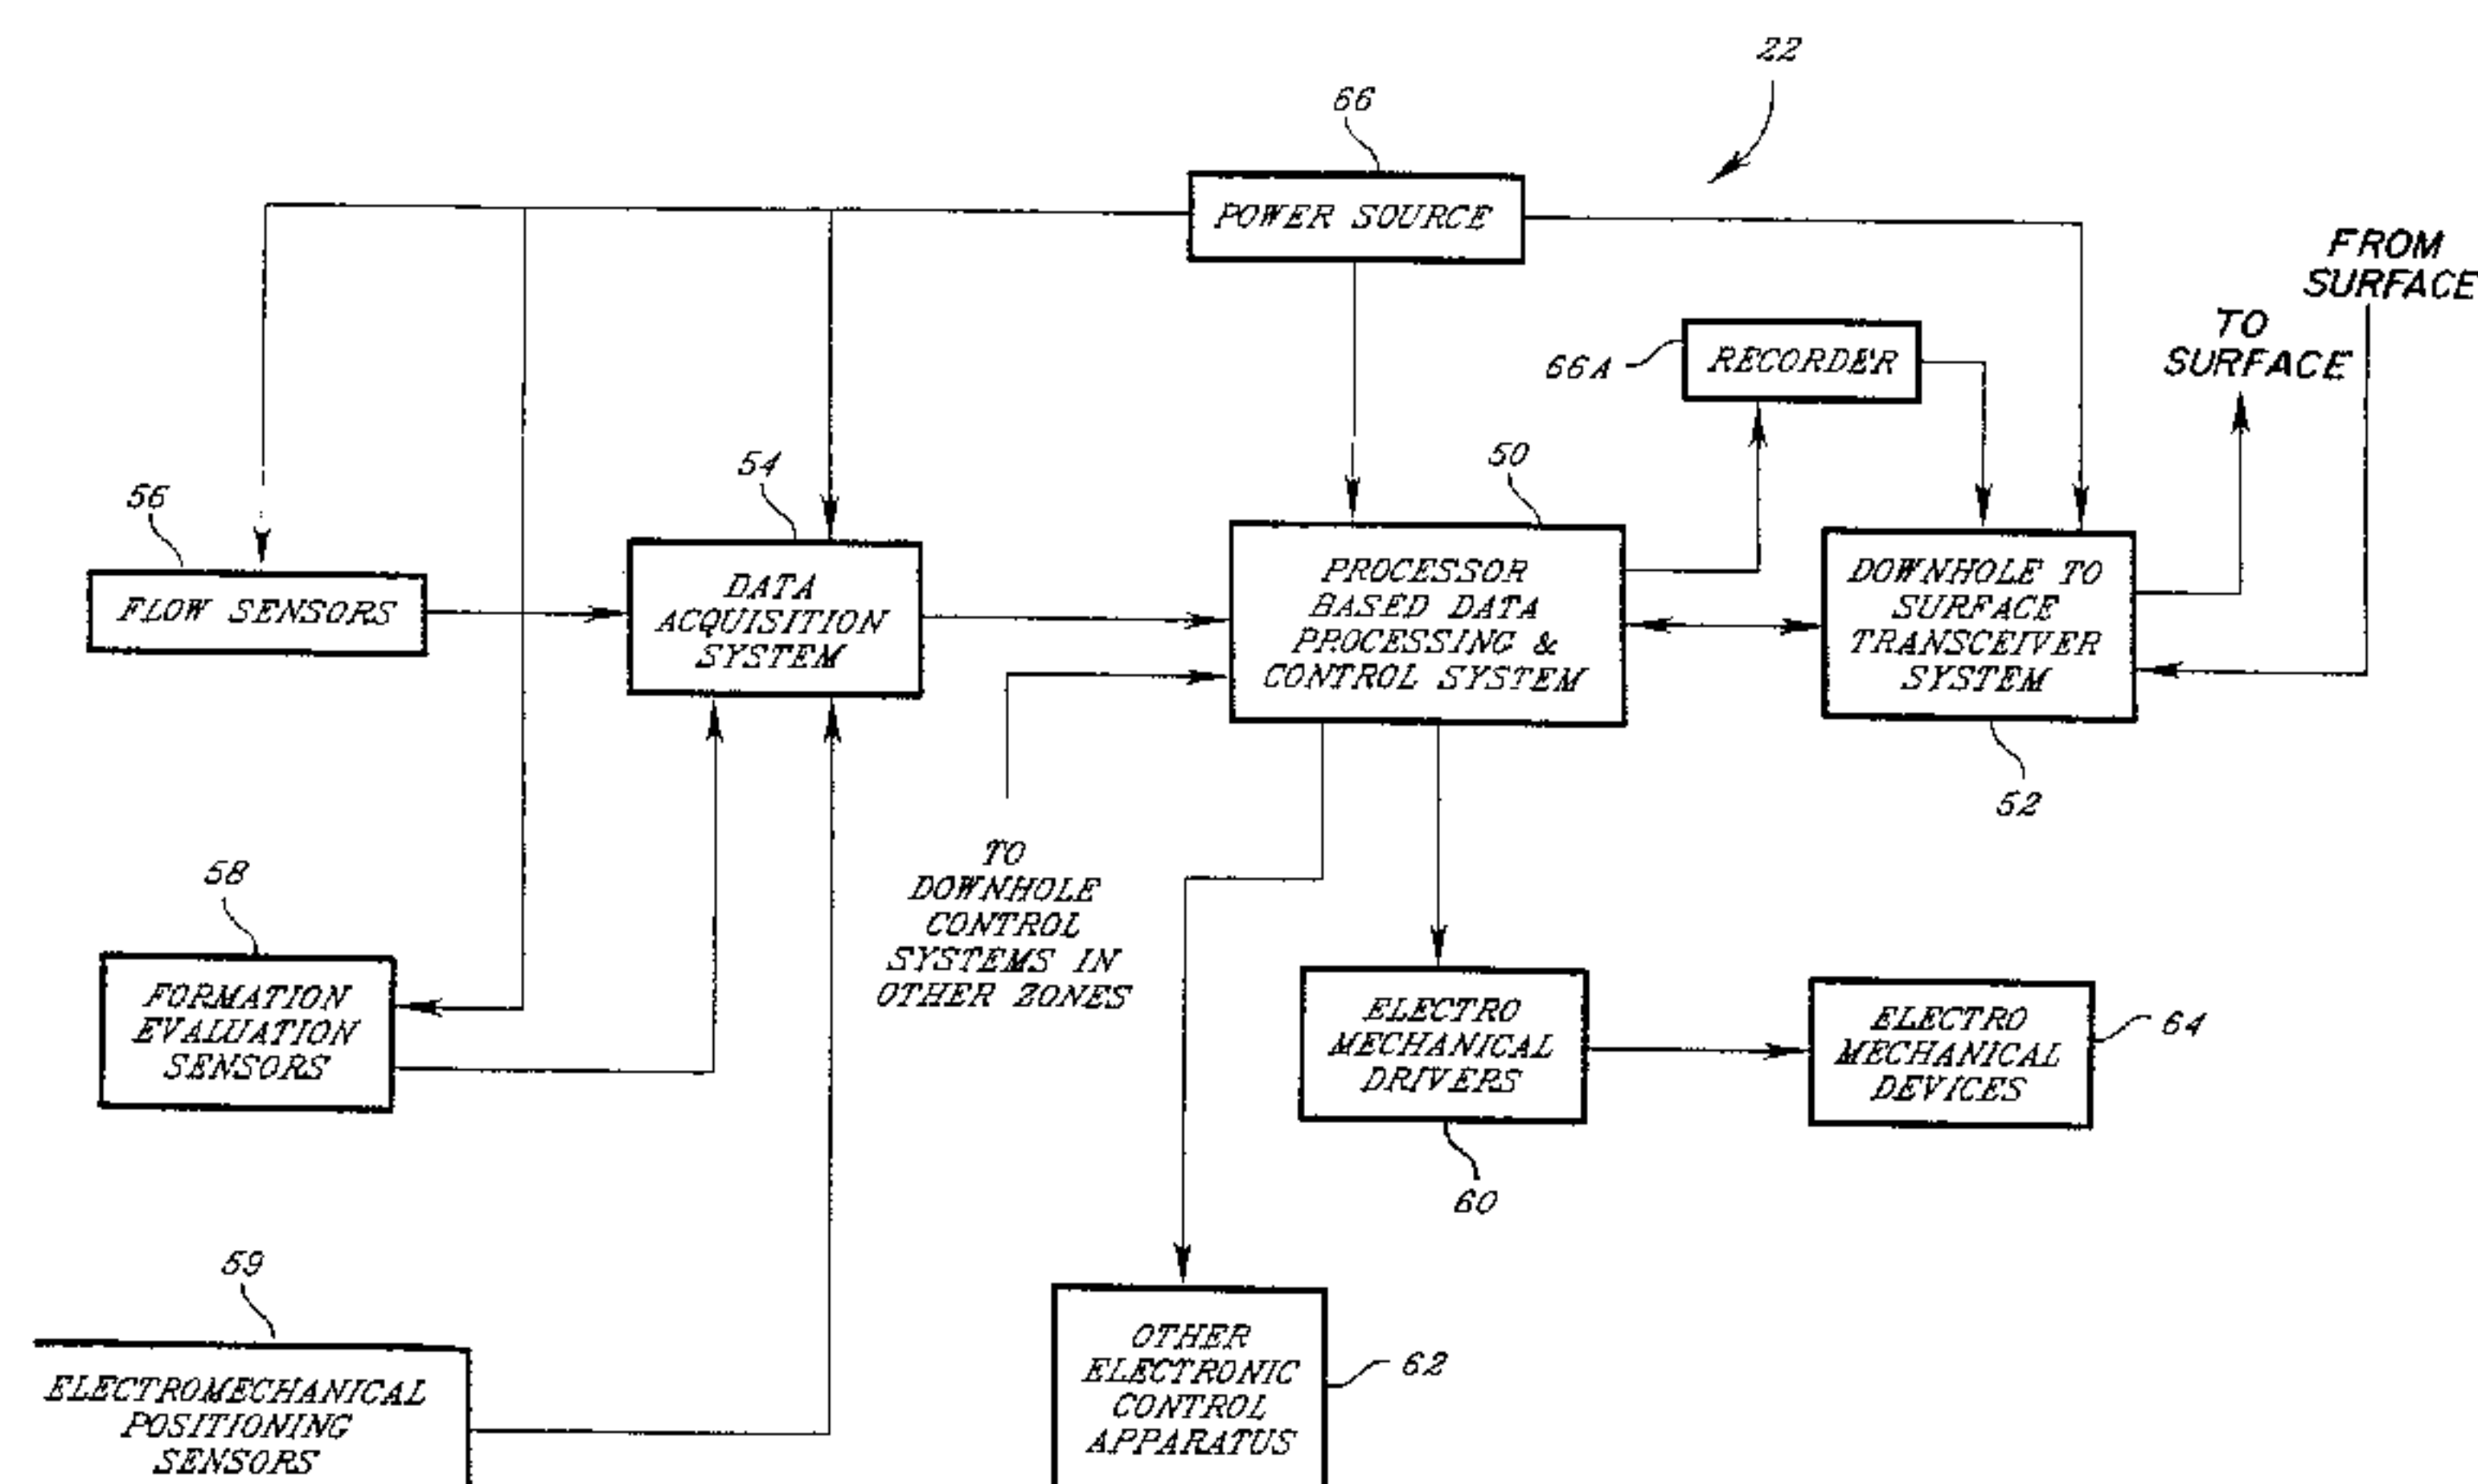 22
66
POWER SOURCE
FROM
SURFACE
TO
SURFACE
66A
RECORDER
54
50
56
FLOW SENSORS
DATA
ACQUISITION
SYSTEM
PROCESSOR
BASED DATA
PROCESSING &
CONTROL SYSTEM
DOWNHOLE TO
SURFACE
TRANSCEIVER
SYSTEM
52
TO
DOWNHOLE
CONTROL
SYSTEMS IN
OTHER ZONES
58
FORMATION
EVALUATION
SENSORS
ELECTRO
MECHANICAL
DRIVERS
60
ELECTRO
MECHANICAL
DEVICES
64
59
ELECTROMECHANICAL
POSITIONING
SENSORS
OTHER
ELECTRONIC
CONTROL
APPARATUS
62